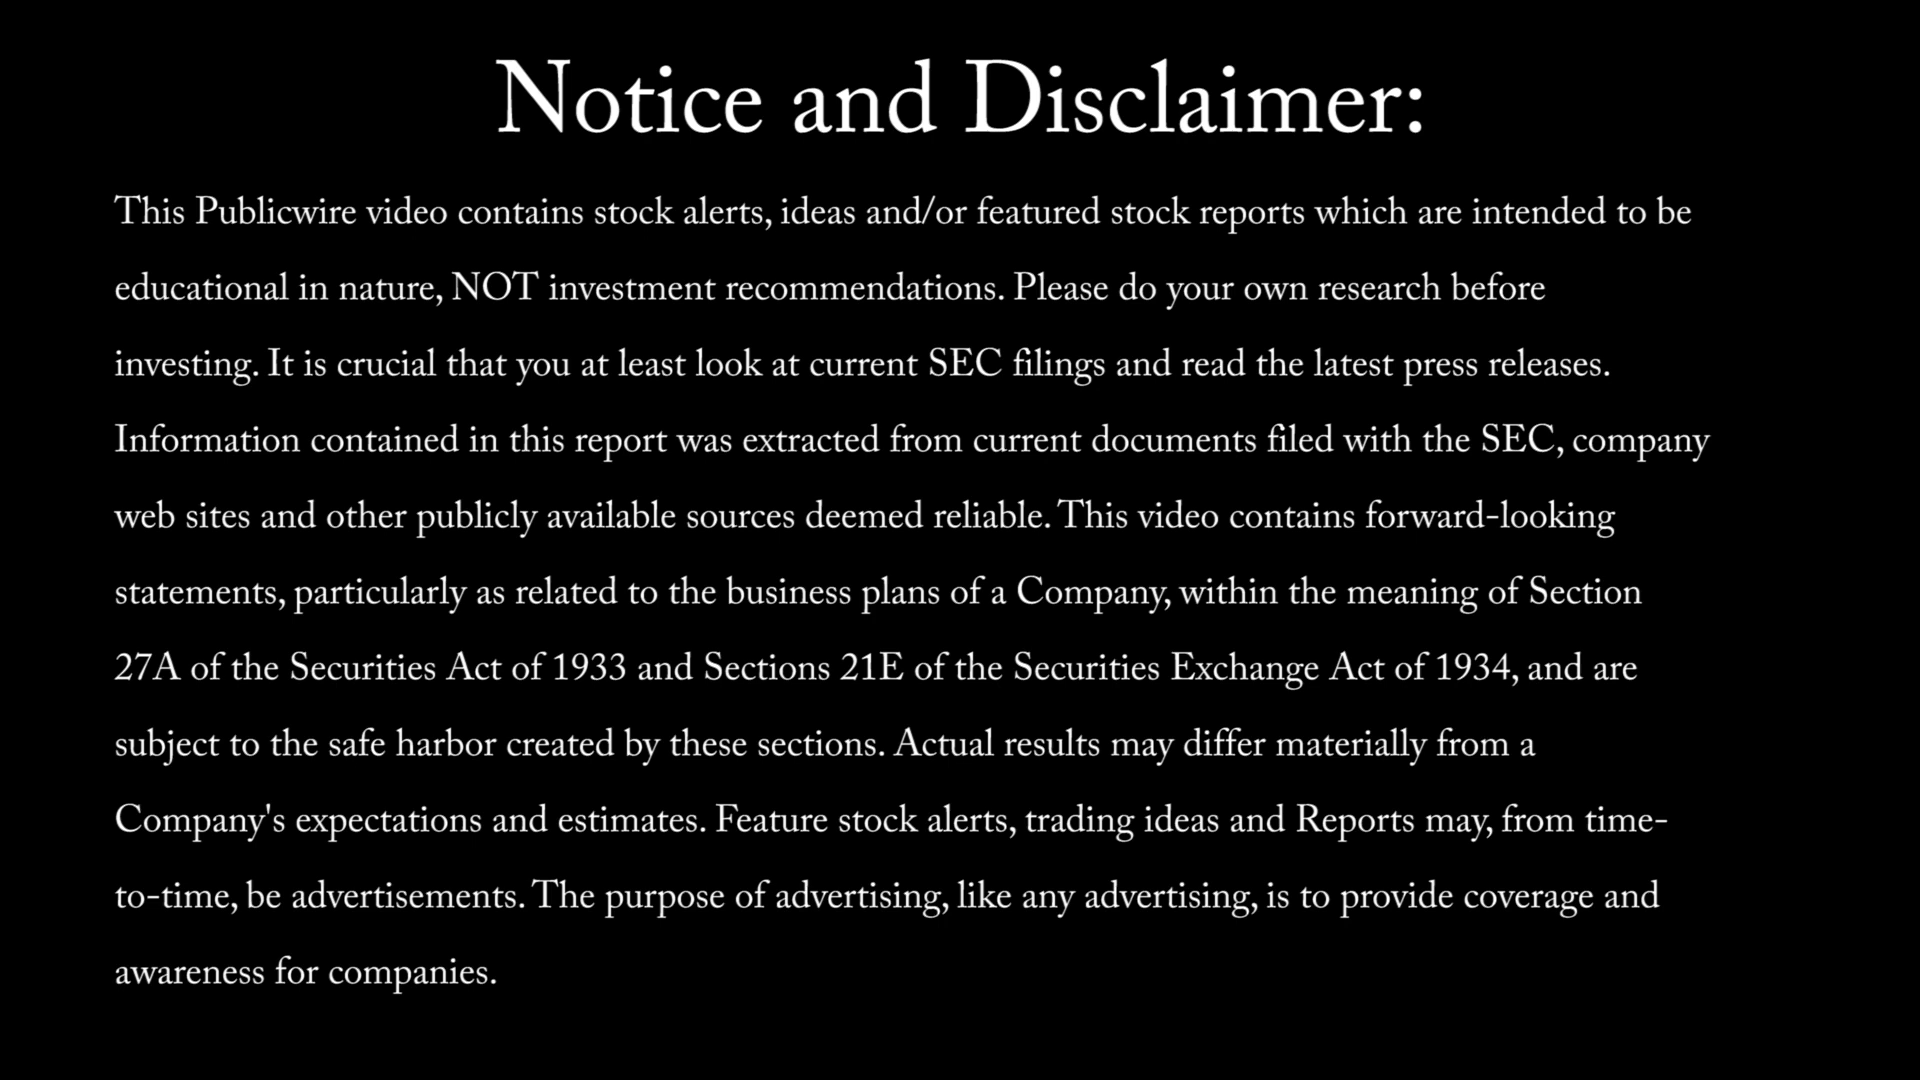 Notice and Disclaimer:
This Publicwire video contains stock alerts, ideas and/or featured stock reports which are intended to be
educational in nature, NOT investment recommendations. Please do your own research before
investing. It is crucial that you at least look at current SEC filings and read the latest press releases.
Information contained in this report was extracted from current documents filed with the SEC, company
web sites and other publicly available sources deemed reliable. This video contains forward-looking
statements, particularly as related to the business plans of a Company, within the meaning of Section
27A of the Securities Act of 1933 and Sections 21E of the Securities Exchange Act of 1934, and are
subject to the safe harbor created by these sections. Actual results may differ materially from a
Company's expectations and estimates. Feature stock alerts, trading ideas and Reports may, from time-
to-time, be advertisements. The purpose of advertising, like any advertising, is to provide coverage and
awareness for companies.